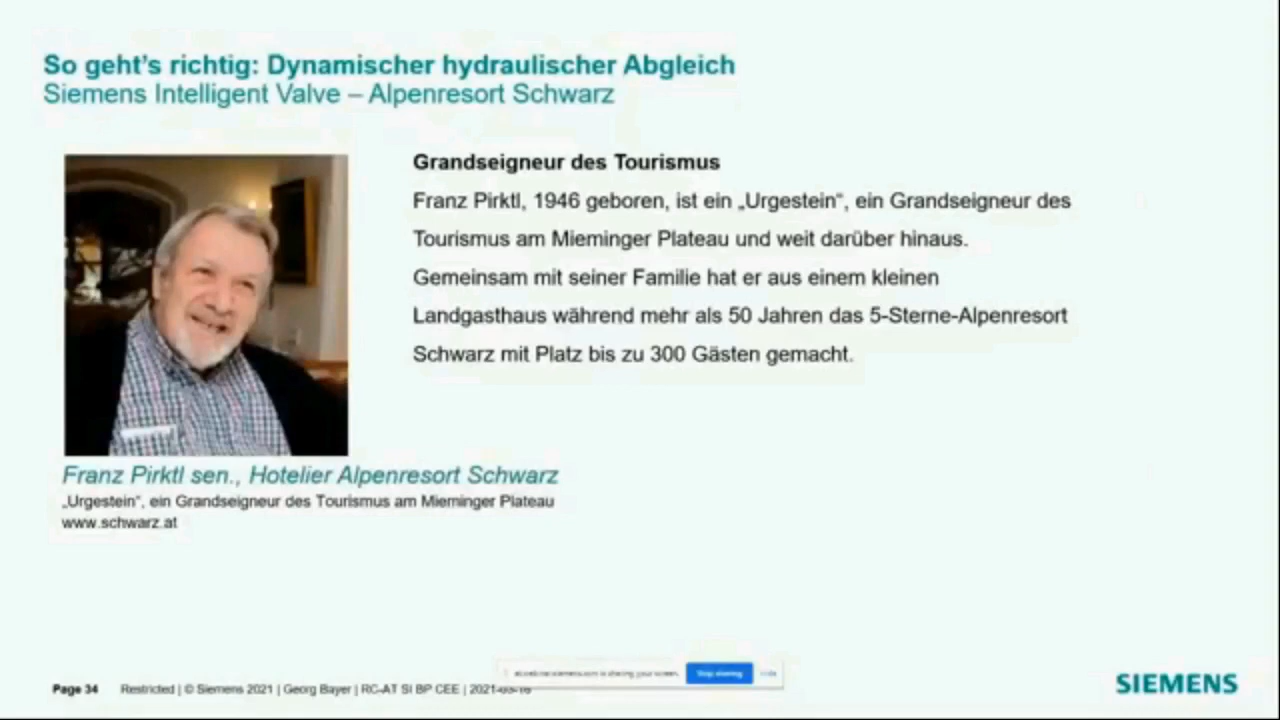 So geht’s richtig: Dynamischer hydraulischer Abgleich
Siemens Intelligent Valve – Alpenresort Schwarz
Grandseigneur des Tourismus
Franz Pirktl, 1946 geboren, ist ein „Urgestein“, ein Grandseigneur des
Tourismus am Mieminger Plateau und weit darüber hinaus.
Gemeinsam mit seiner Familie hat er aus einem kleinen
Landgasthaus während mehr als 50 Jahren das 5-Sterne-Alpenresort
Schwarz mit Platz bis zu 300 Gästen gemacht.
Franz Pirktl sen., Hotelier Alpenresort Schwarz
„Urgestein“, ein Grandseigneur des Tourismus am Mieminger Plateau
www.schwarz.at
is sharing your screen. Stop sharing
Page 34 Restricted | © Siemens 2021 | Georg Bayer | RC-AT SI BP CEE |
SIEMENS